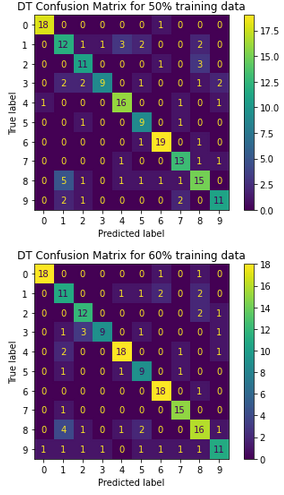 DT Confusion Matrix for 50% training data
0 18 0 0 0 0 0 1 0 0 0
1 0 12 1 1 3 2 0 0 2 0
2 0 0 11 0 0 0 1 0 3 0
3 0 2 2 9 0 1 0 0 1 2
4 1 0 0 0 16 0 0 1 0 1
5 0 0 1 0 0 9 0 1 0 0
6 0 0 0 0 0 1 19 0 1 0
7 0 0 0 0 1 0 0 13 1 1
8 0 5 1 0 1 1 1 1 15 0
9 0 2 1 0 0 0 0 2 0 11
0 1 2 3 4 5 6 7 8 9
True label
Predicted label
17.5
15.0
12.5
10.0
7.5
5.0
2.5
0.0
DT Confusion Matrix for 60% training data
0 18 0 0 0 0 0 1 0 1 0
1 0 11 0 0 1 1 2 0 2 0
2 0 0 12 0 0 0 0 0 2 1
3 0 1 3 9 0 1 0 0 0 1
4 0 2 0 0 18 0 0 1 0 1
5 0 1 0 0 1 9 0 0 0 0
6 0 0 0 0 0 0 18 0 1 0
7 0 1 0 0 0 0 0 15 0 0
8 0 4 1 0 1 2 0 0 16 1
9 1 1 1 1 0 1 0 1 1 11
0 1 2 3 4 5 6 7 8 9
True label
Predicted label
18
16
14
12
10
8
6
4
2
0